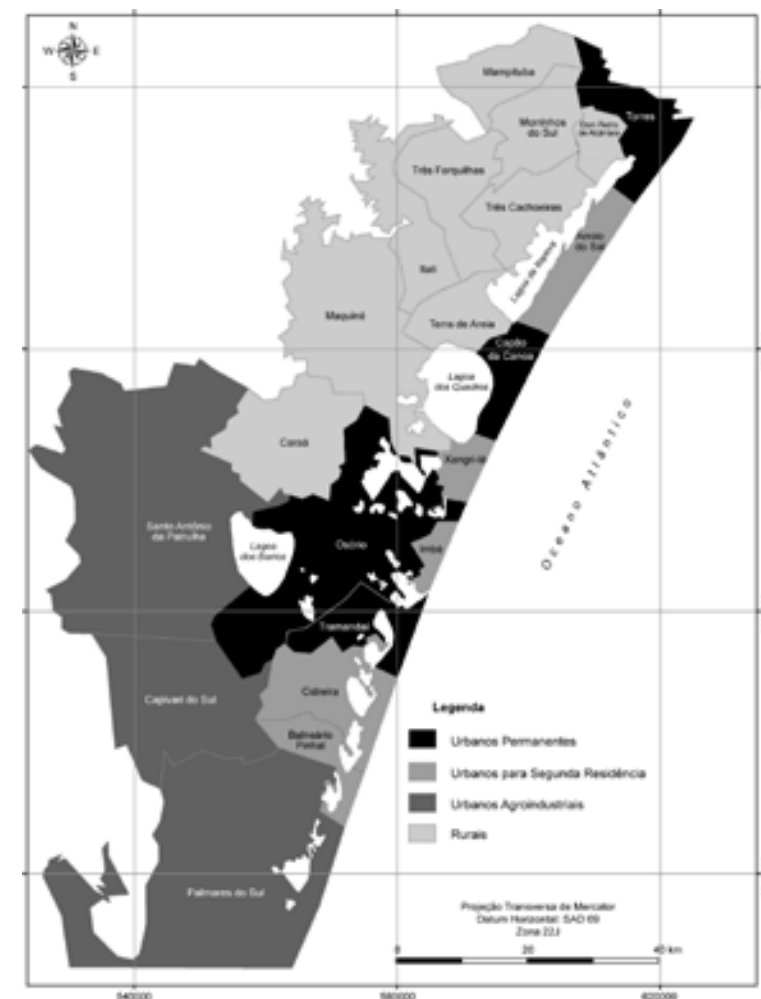 N
W E
S
Mampituba
Torres
Morrinhos
do Sul
Dom Pedro
de Alcântara
Três Forquilhas
Três Cachoeiras
Arroio
do Sal
Lagoa da Itapeva
Itati
Maquiné
Terra de Areia
Capão
da Canoa
Lagoa
dos Quadros
Caraá
Xangri-lá
Oceano Atlântico
Santo Antônio
da Patrulha
Lagoa
dos Barros
Osório
Imbé
Tramandaí
Cidreira
Capivari do Sul
Balneário
Pinhal
Legenda
Urbanos Permanentes
Urbanos para Segunda Residência
Urbanos Agroindustriais
Rurais
Palmares do Sul
Projeção Transversa de Mercator
Datum Horizontal: SAD 69
Zona 22J
0 20 40 km
540000 580000 620000